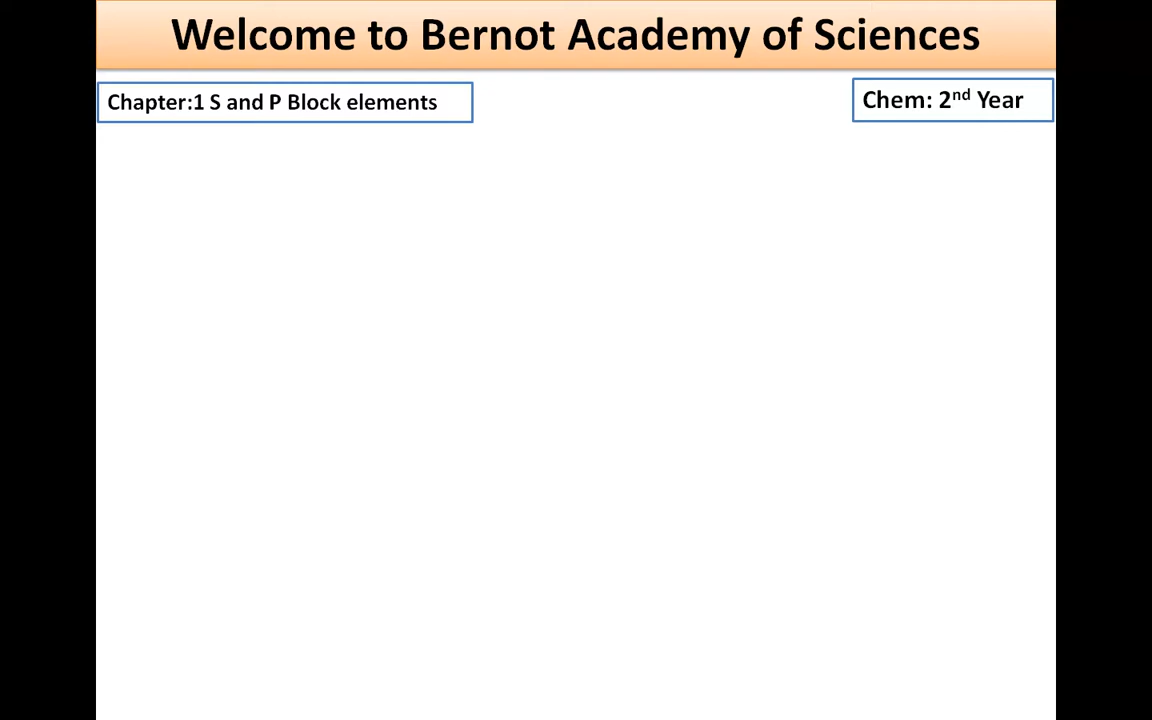 Welcome to Bernot Academy of Sciences
Chapter:1 S and P Block elements
Chem: 2nd Year